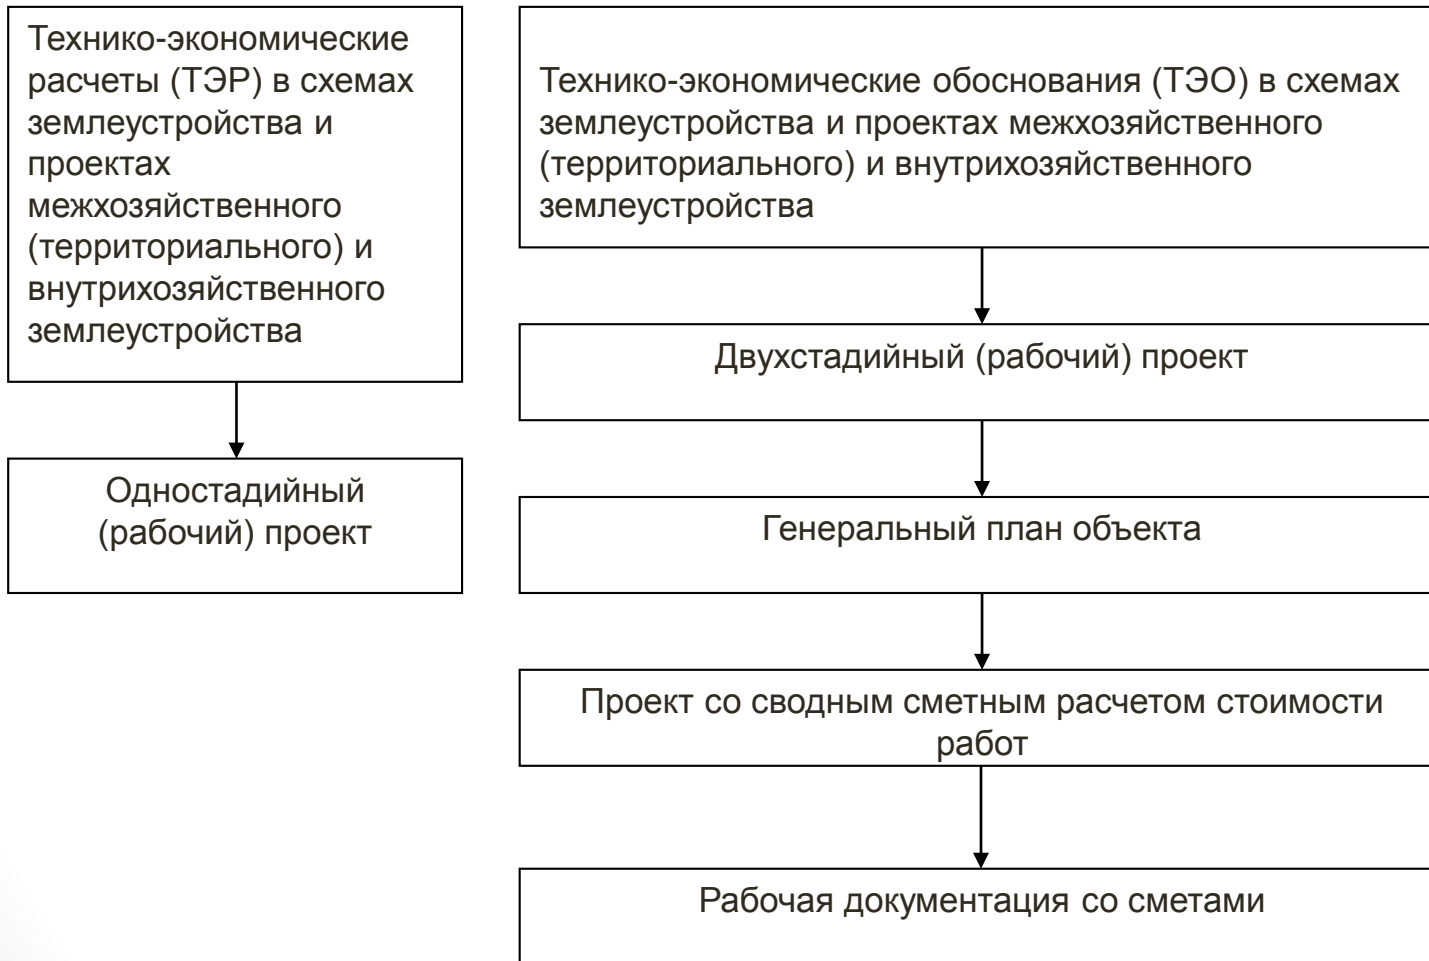 Технико-экономические
расчеты (ТЭР) в схемах
землеустройства и
проектах
межхозяйственного
(территориального) и
внутрихозяйственного
землеустройства
Одностадийный
(рабочий) проект
Технико-экономические обоснования (ТЭО) в схемах
землеустройства и проектах межхозяйственного
(территориального) и внутрихозяйственного
землеустройства
Двухстадийный (рабочий) проект
Генеральный план объекта
Проект со сводным сметным расчетом стоимости
работ
Рабочая документация со сметами